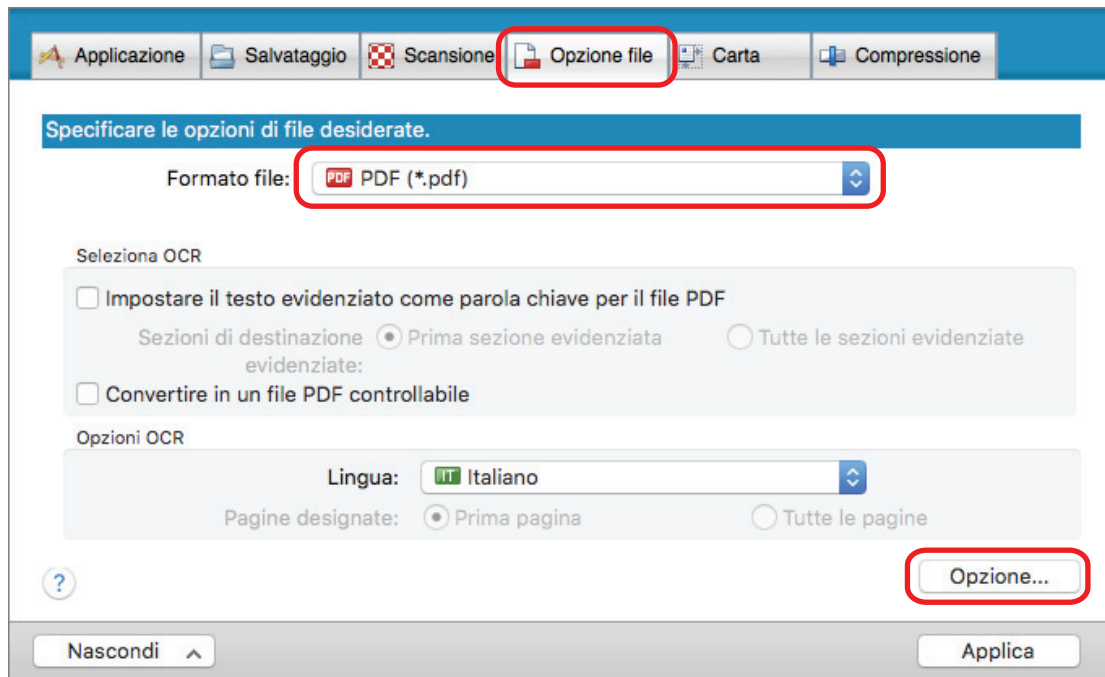 Applicazione Salvataggio Scansione Opzione file Carta Compressione
Specificare le opzioni di file desiderate.
Formato file: PDF PDF (*.pdf)
Seleziona OCR
Impostare il testo evidenziato come parola chiave per il file PDF
Sezioni di destinazione evidenziate: Prima sezione evidenziata Tutte le sezioni evidenziate
Convertire in un file PDF controllabile
Opzioni OCR
Lingua: IT Italiano
Pagine designate: Prima pagina Tutte le pagine
? Opzione...
Nascondi Applica